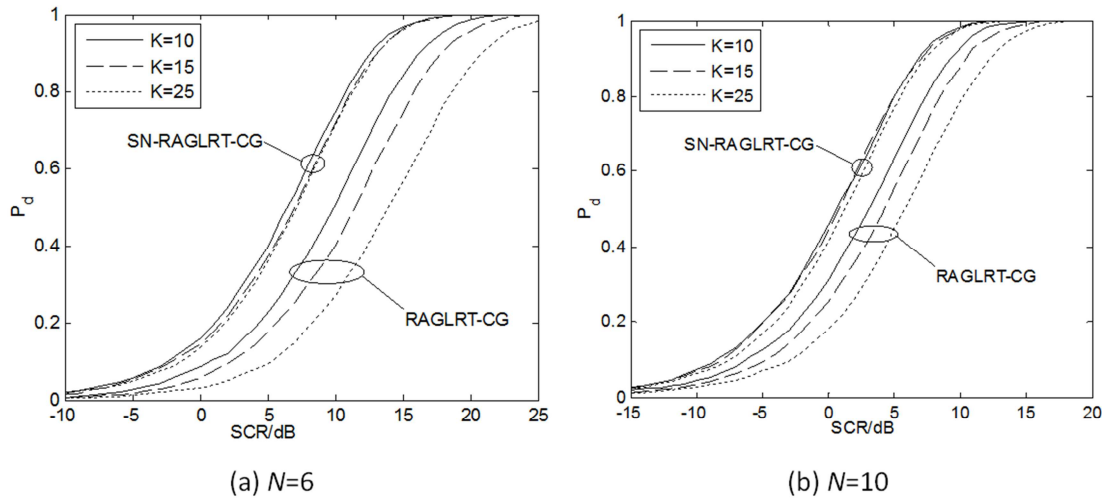 1
0.8
0.6
0.4
0.2
0
P_d
K=10
K=15
K=25
SN-RAGLRT-CG
RAGLRT-CG
-10 -5 0 5 10 15 20 25
SCR/dB
(a) N=6
1
0.8
0.6
0.4
0.2
0
P_d
K=10
K=15
K=25
SN-RAGLRT-CG
RAGLRT-CG
-15 -10 -5 0 5 10 15 20
SCR/dB
(b) N=10